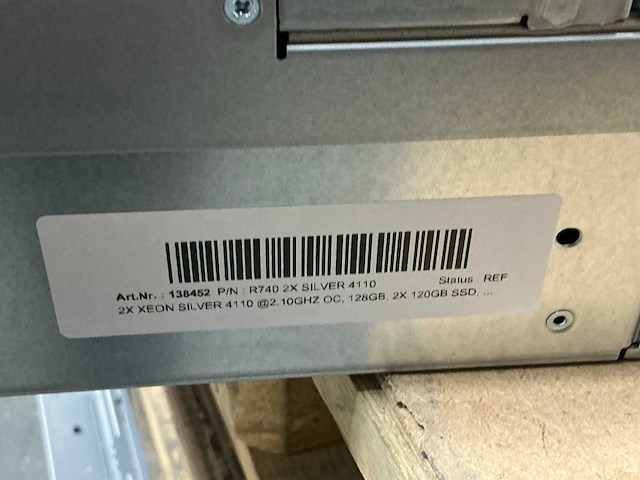 Art.Nr. : 138452 P/N : R740 2X SILVER 4110 Status : REF
2X XEON SILVER 4110 @2.10GHZ OC, 128GB, 2X 120GB SSD, ...